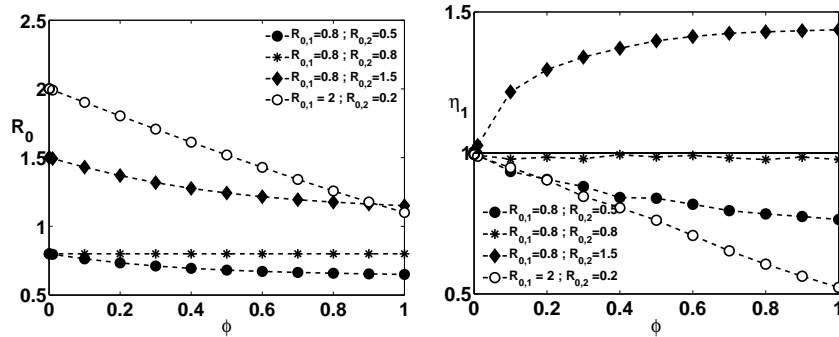 2.5
2
R0
1.5
1
0.5
0 0.2 0.4 0.6 0.8 1
ϕ
R0,1=0.8 ; R0,2=0.5
R0,1=0.8 ; R0,2=0.8
R0,1=0.8 ; R0,2=1.5
R0,1 = 2 ; R0,2=0.2
1.5
η1
1
0.5
0 0.2 0.4 0.6 0.8 1
ϕ
R0,1=0.8 ; R0,2=0.5
R0,1=0.8 ; R0,2=0.8
R0,1=0.8 ; R0,2=1.5
R0,1 = 2 ; R0,2=0.2